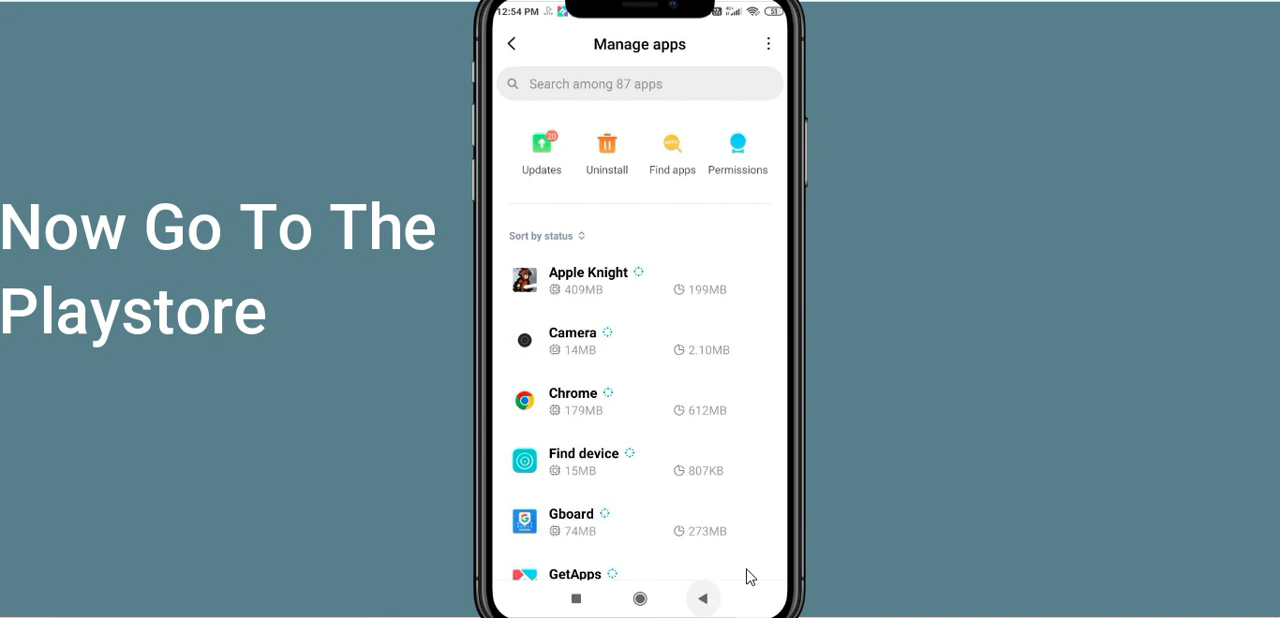 12:54 PM
51
Manage apps
Search among 87 apps
20
Updates
Uninstall
Find apps
Permissions
Now Go To The
Playstore
Sort by status
Apple Knight
409MB 199MB
Camera
14MB 2.10MB
Chrome
179MB 612MB
Find device
15MB 807KB
Gboard
74MB 273MB
GetApps